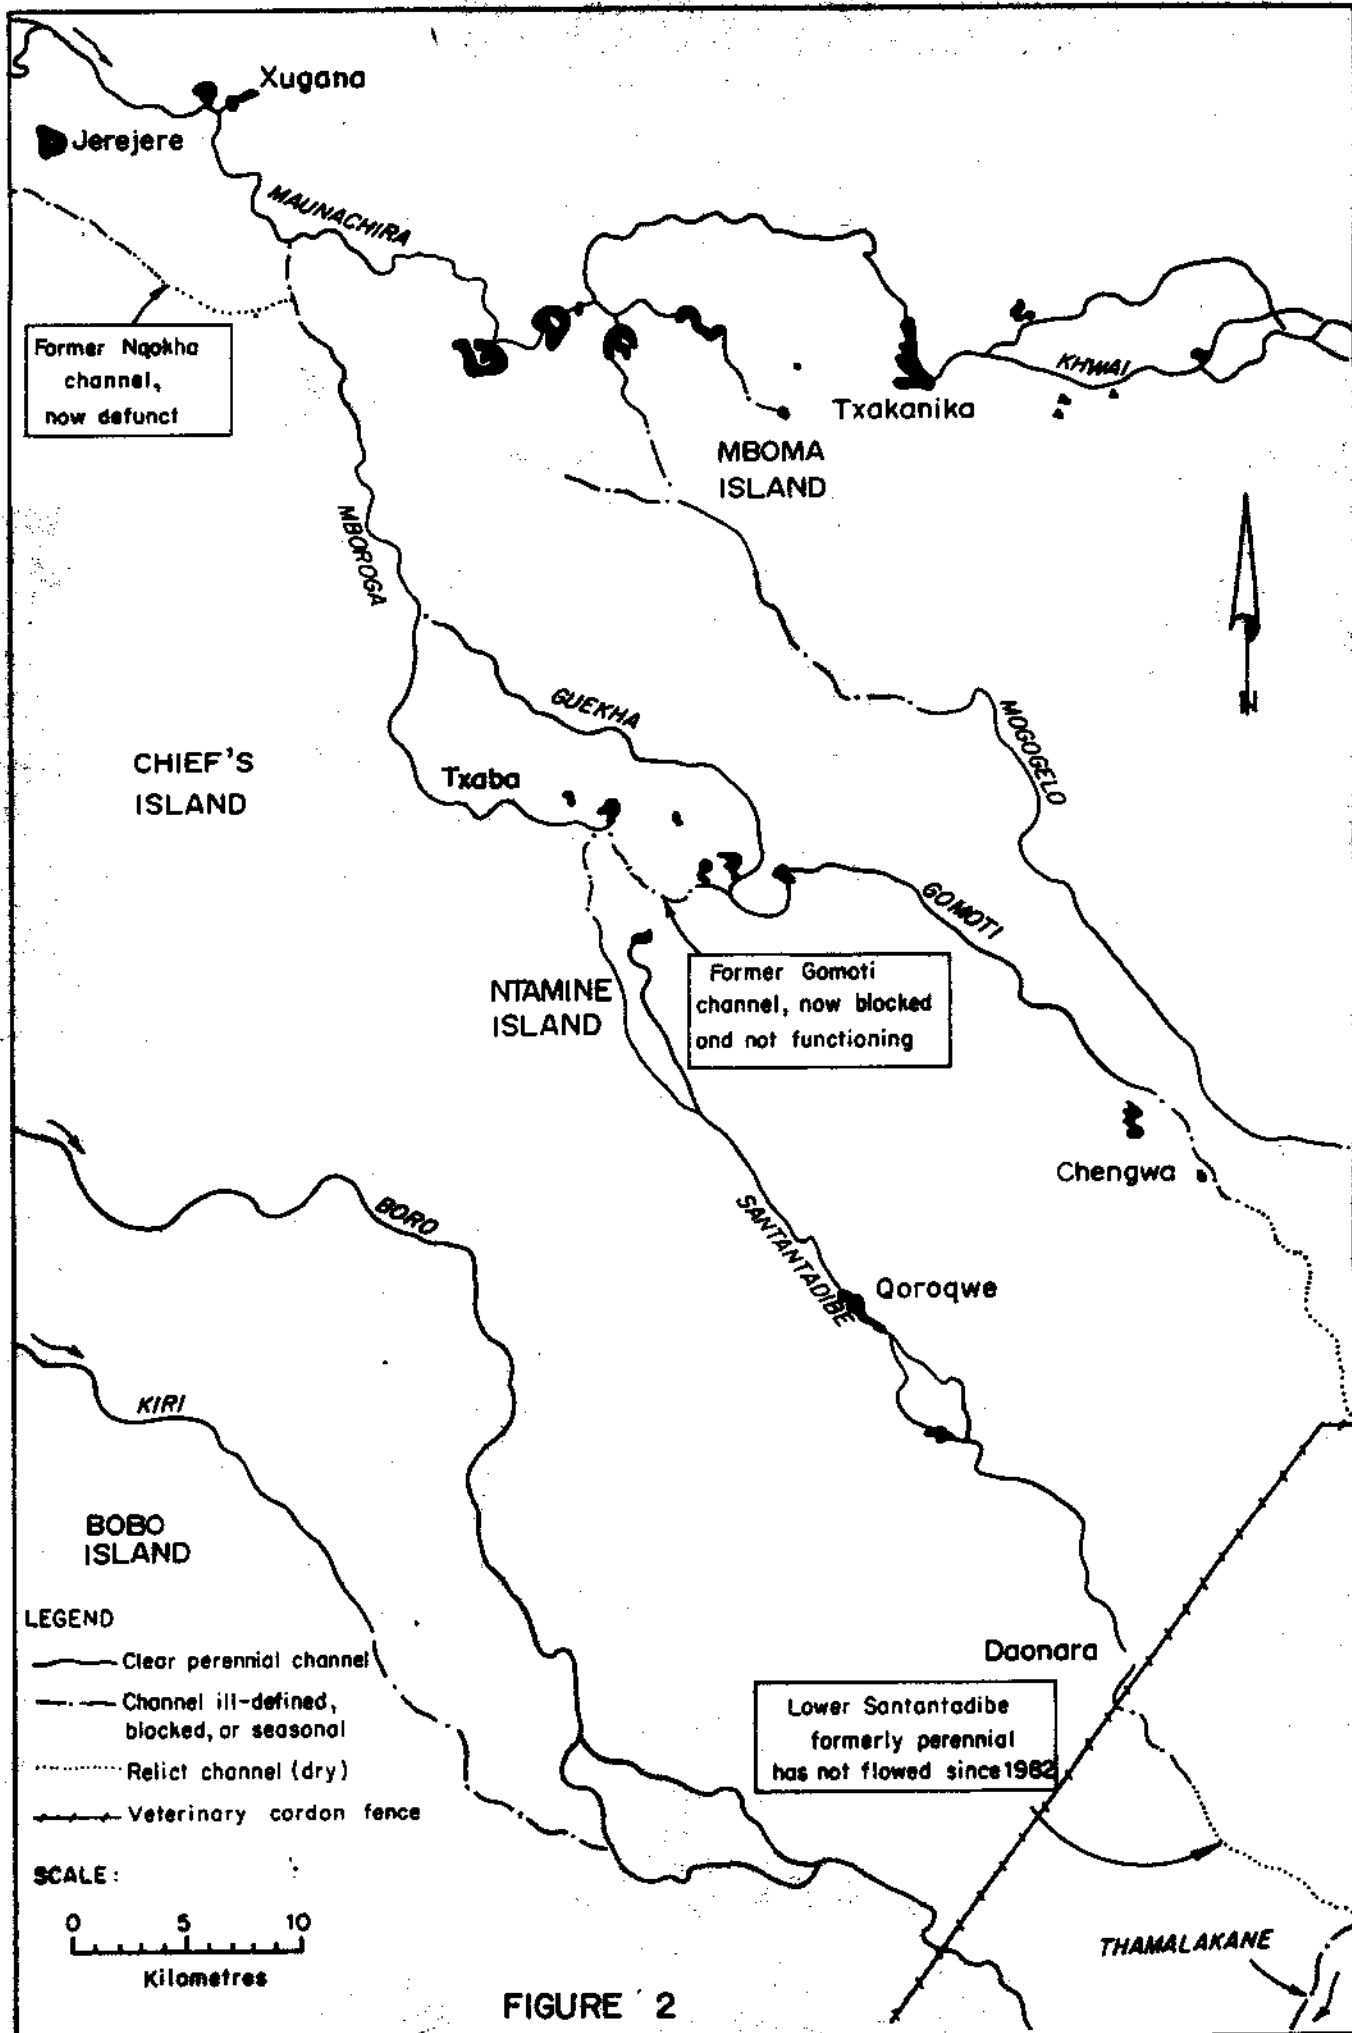 Xugana
Jerejere
MAUNACHIRA
Former Nqokha
channel,
now defunct
KHWAI
Txakanika
MBOMA
ISLAND
MBOROGA
N
GUEKHA
MOGOGELO
CHIEF'S
ISLAND
Txaba
GOMOTI
Former Gomoti
channel, now blocked
and not functioning
NTAMINE
ISLAND
Chengwa
BORO
SANTANTADIBE
Qoroqwe
KIRI
BOBO
ISLAND
LEGEND
Clear perennial channel
Channel ill-defined,
blocked, or seasonal
Relict channel (dry)
Veterinary cordon fence
Daonara
Lower Santantadibe
formerly perennial
has not flowed since 1982
SCALE:
0 5 10
Kilometres
THAMALAKANE
FIGURE 2